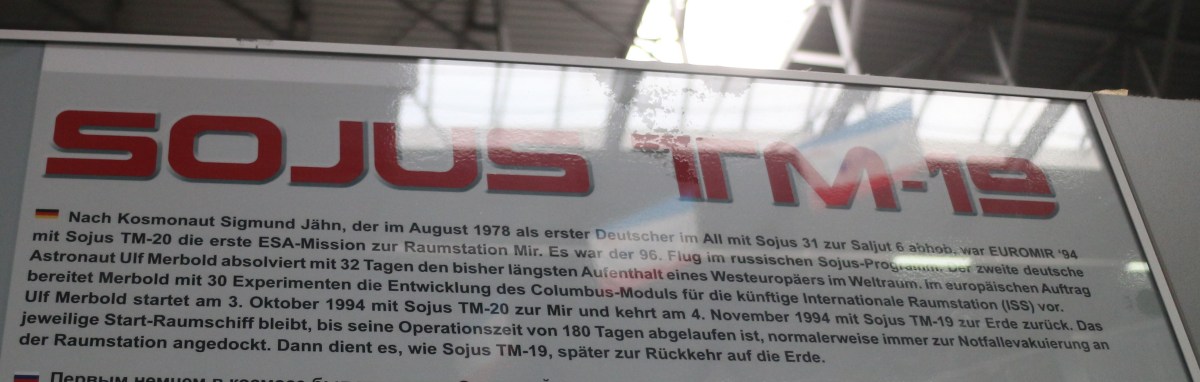 SOJUS TM-19
Nach Kosmonaut Sigmund Jähn, der im August 1978 als erster Deutscher im All mit Sojus 31 zur Saljut 6 abhob, war EUROMIR '94
mit Sojus TM-20 die erste ESA-Mission zur Raumstation Mir. Es war der 96. Flug im russischen Sojus-Programm. Der zweite deutsche
Astronaut Ulf Merbold absolviert mit 32 Tagen den bisher längsten Aufenthalt eines Westeuropäers im Weltraum. Im europäischen Auftrag
bereitet Merbold mit 30 Experimenten die Entwicklung des Columbus-Moduls für die künftige Internationale Raumstation (ISS) vor.
Ulf Merbold startet am 3. Oktober 1994 mit Sojus TM-20 zur Mir und kehrt am 4. November 1994 mit Sojus TM-19 zur Erde zurück. Das
jeweilige Start-Raumschiff bleibt, bis seine Operationszeit von 180 Tagen abgelaufen ist, normalerweise immer zur Notfallevakuierung an
der Raumstation angedockt. Dann dient es, wie Sojus TM-19, später zur Rückkehr auf die Erde.
Первым немцем в космосе